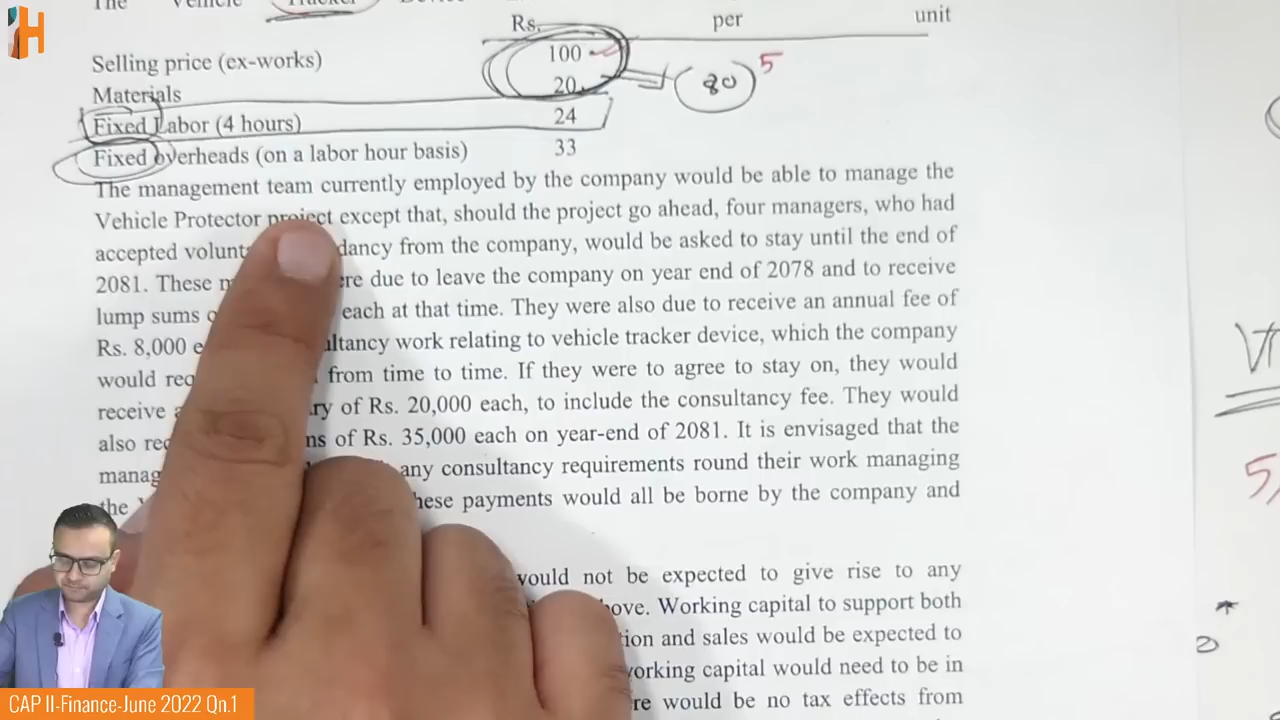 The Vehicle Tracker
Rs. per unit
Selling price (ex-works) 100
Materials 20 80 5
Fixed Labor (4 hours) 24
Fixed overheads (on a labor hour basis) 33
The management team currently employed by the company would be able to manage the
Vehicle Protector project except that, should the project go ahead, four managers, who had
accepted from the company, would be asked to stay until the end of
2081. These were due to leave the company on year end of 2078 and to receive
lump sums each at that time. They were also due to receive an annual fee of
Rs. 8,000 work relating to vehicle tracker device, which the company
would from time to time. If they were to agree to stay on, they would
receive of Rs. 20,000 each, to include the consultancy fee. They would
also of Rs. 35,000 each on year-end of 2081. It is envisaged that the
any consultancy requirements round their work managing
the payments would all be borne by the company and
would not be expected to give rise to any
above. Working capital to support both
and sales would be expected to
working capital would need to be in
would be no tax effects from
H
CAP II-Finance-June 2022 Qn.1